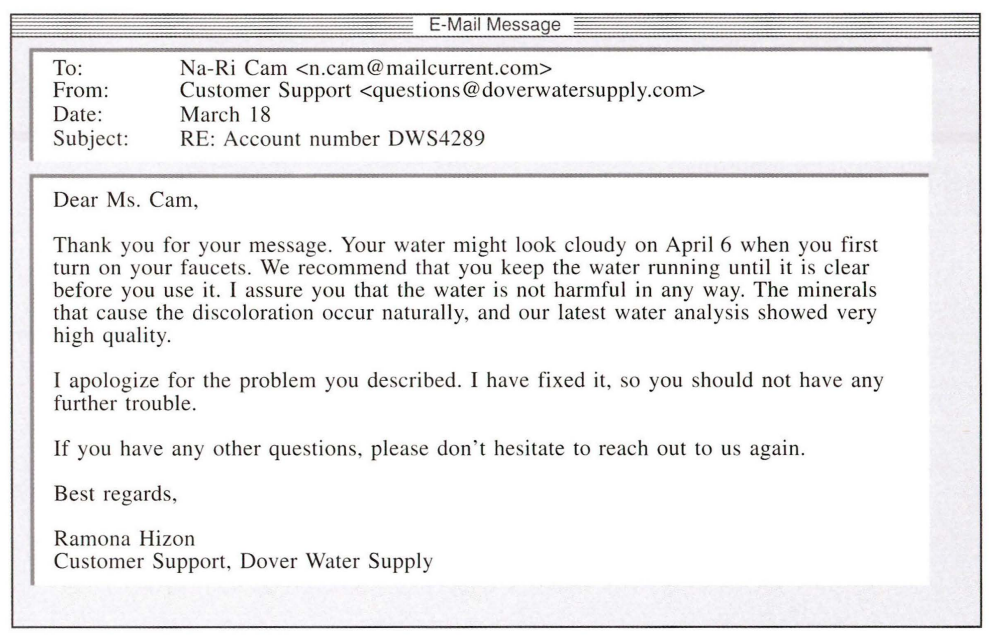 E-Mail Message
To: Na-Ri Cam <n.cam@mailcurrent.com>
From: Customer Support <questions@doverwatersupply.com>
Date: March 18
Subject: RE: Account number DWS4289
Dear Ms. Cam,
Thank you for your message. Your water might look cloudy on April 6 when you first
turn on your faucets. We recommend that you keep the water running until it is clear
before you use it. I assure you that the water is not harmful in any way. The minerals
that cause the discoloration occur naturally, and our latest water analysis showed very
high quality.
I apologize for the problem you described. I have fixed it, so you should not have any
further trouble.
If you have any other questions, please don't hesitate to reach out to us again.
Best regards,
Ramona Hizon
Customer Support, Dover Water Supply